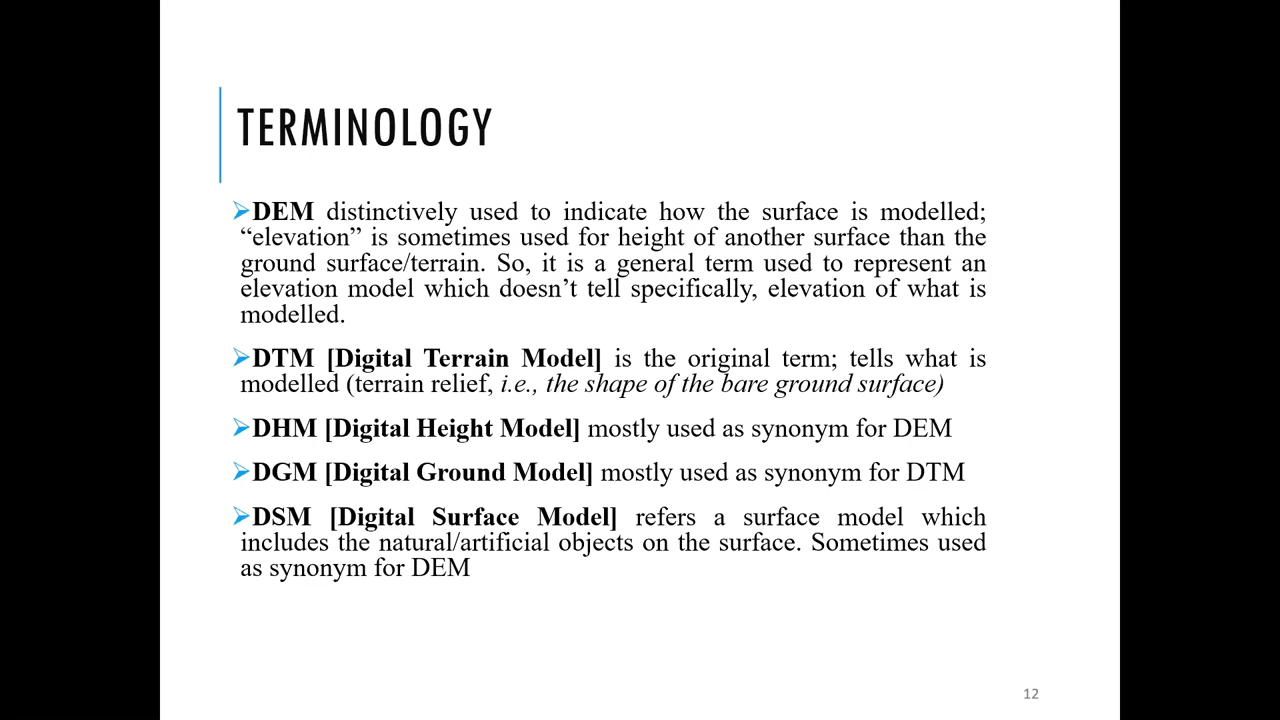 TERMINOLOGY
➢DEM distinctively used to indicate how the surface is modelled;
“elevation” is sometimes used for height of another surface than the
ground surface/terrain. So, it is a general term used to represent an
elevation model which doesn’t tell specifically, elevation of what is
modelled.
➢DTM [Digital Terrain Model] is the original term; tells what is
modelled (terrain relief, i.e., the shape of the bare ground surface)
➢DHM [Digital Height Model] mostly used as synonym for DEM
➢DGM [Digital Ground Model] mostly used as synonym for DTM
➢DSM [Digital Surface Model] refers a surface model which
includes the natural/artificial objects on the surface. Sometimes used
as synonym for DEM
12